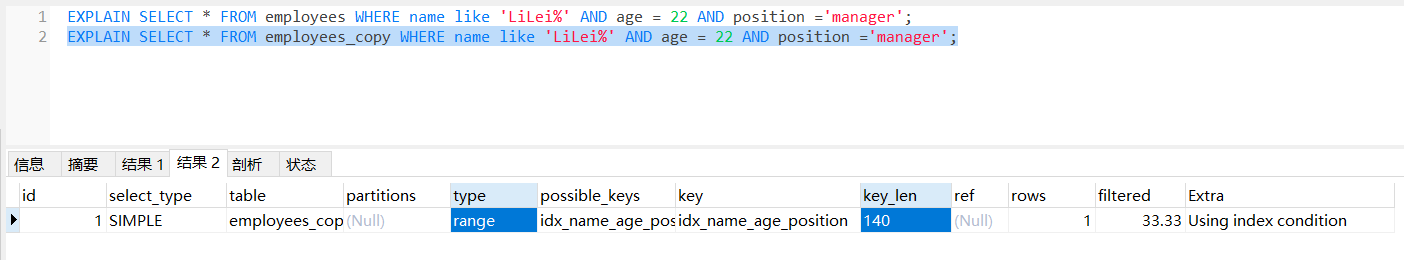 1 EXPLAIN SELECT * FROM employees WHERE name like 'LiLei%' AND age = 22 AND position ='manager';
2 EXPLAIN SELECT * FROM employees_copy WHERE name like 'LiLei%' AND age = 22 AND position ='manager';
信息 摘要 结果 1 结果 2 剖析 状态
id select_type table partitions type possible_keys key key_len ref rows filtered Extra
1 SIMPLE employees_cop (Null) range idx_name_age_pos idx_name_age_position 140 (Null) 1 33.33 Using index condition